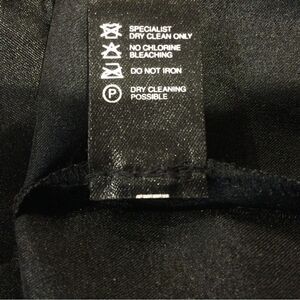 SPECIALIST
DRY CLEAN ONLY
NO CHLORINE
BLEACHING
DO NOT IRON
P DRY CLEANING
POSSIBLE